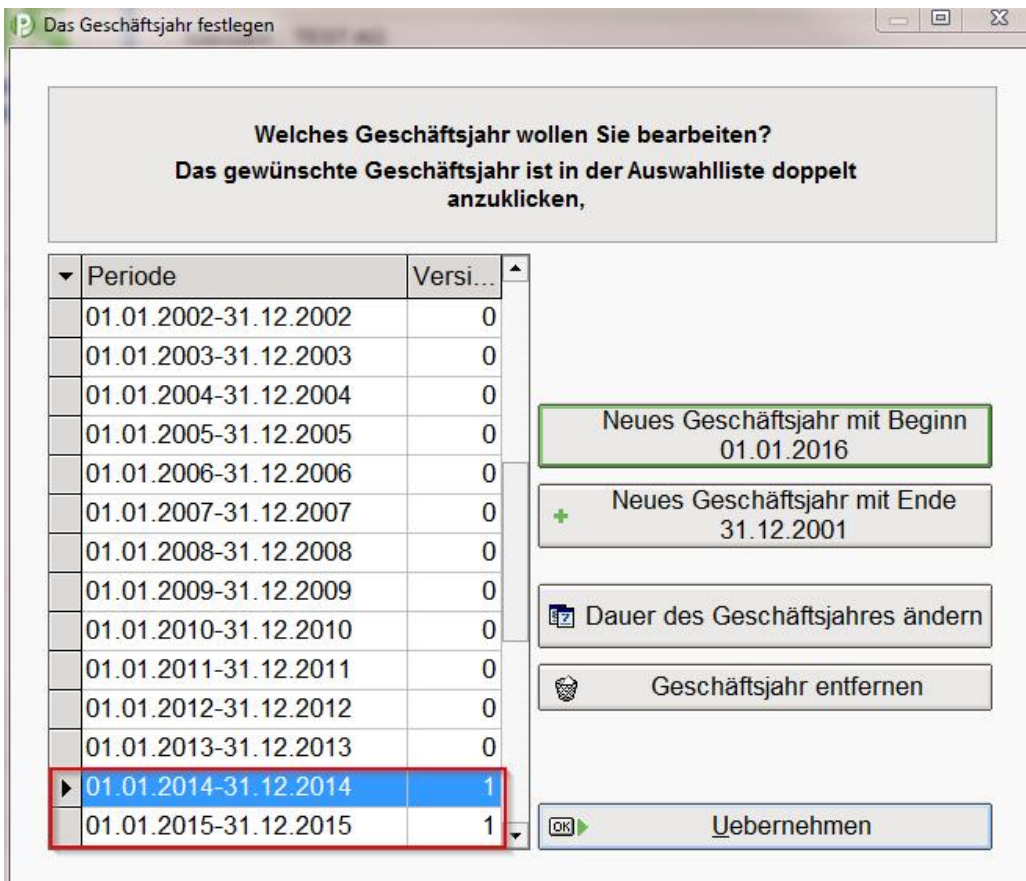 Das Geschäftsjahr festlegen
Welches Geschäftsjahr wollen Sie bearbeiten?
Das gewünschte Geschäftsjahr ist in der Auswahlliste doppelt
anzuklicken,
Periode Versi...
01.01.2002-31.12.2002 0
01.01.2003-31.12.2003 0
01.01.2004-31.12.2004 0
01.01.2005-31.12.2005 0
01.01.2006-31.12.2006 0
01.01.2007-31.12.2007 0
01.01.2008-31.12.2008 0
01.01.2009-31.12.2009 0
01.01.2010-31.12.2010 0
01.01.2011-31.12.2011 0
01.01.2012-31.12.2012 0
01.01.2013-31.12.2013 0
01.01.2014-31.12.2014 1
01.01.2015-31.12.2015 1
Neues Geschäftsjahr mit Beginn
01.01.2016
Neues Geschäftsjahr mit Ende
31.12.2001
Dauer des Geschäftsjahres ändern
Geschäftsjahr entfernen
OK Uebernehmen